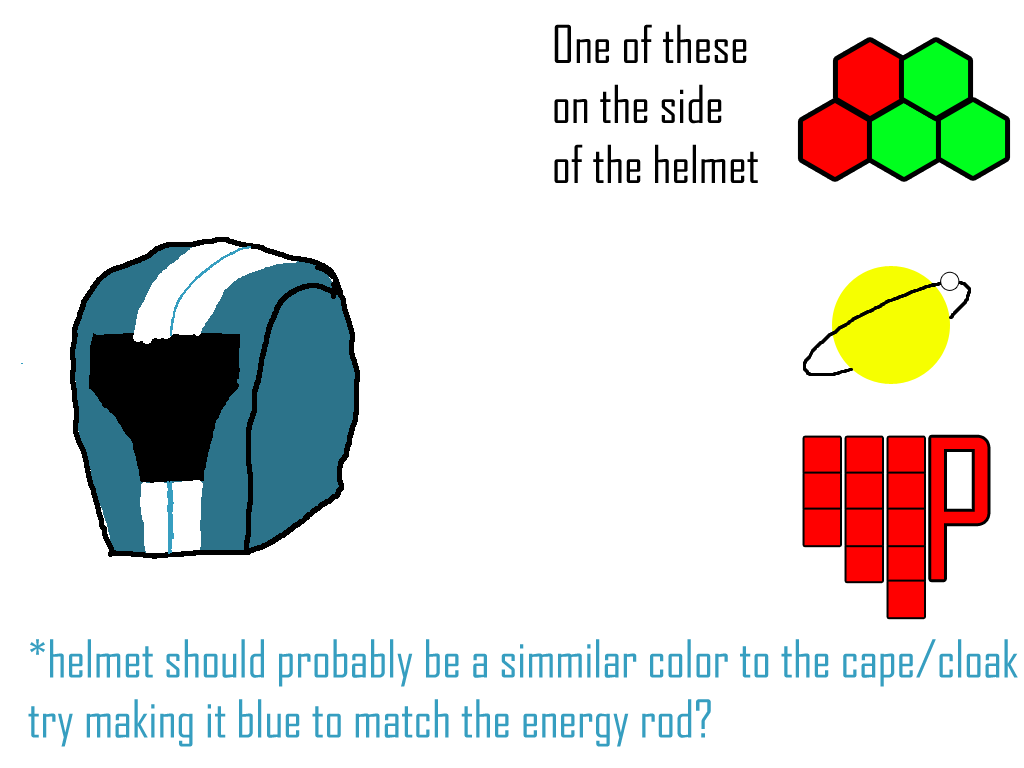 One of these
on the side
of the helmet
P
*helmet should probably be a simmilar color to the cape/cloak
try making it blue to match the energy rod?